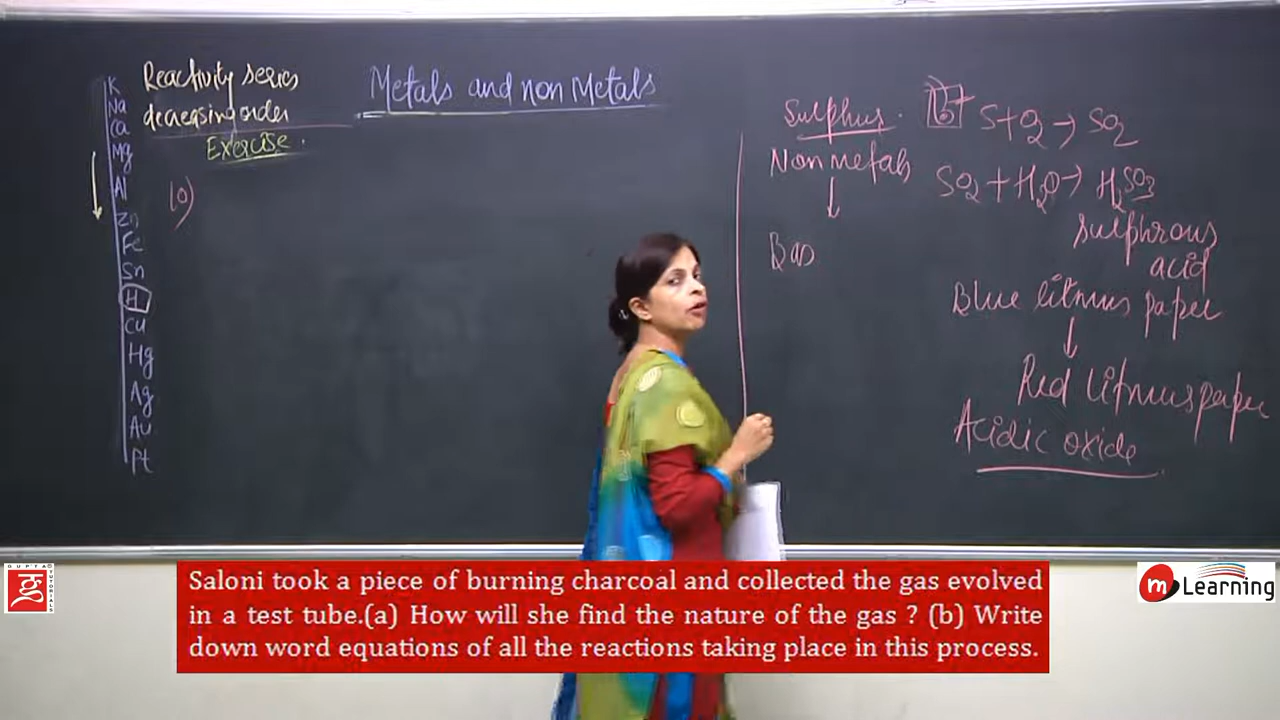 Reactivity series
decreasing order
Exercise.
Metals and non Metals
K
Na
Ca
Mg
Al
Zn
Fe
Sn
H
Cu
Hg
Ag
Au
Pt
10)
Sulphus.
Non metals
Gas
S+O2→SO2
SO2+H2O→H2SO3
sulphrous
acid
Blue litmus paper
Red litmus paper
Acidic oxide
Saloni took a piece of burning charcoal and collected the gas evolved
in a test tube.(a) How will she find the nature of the gas ? (b) Write
down word equations of all the reactions taking place in this process.
GUPTA
TUTORIALS
m Learning